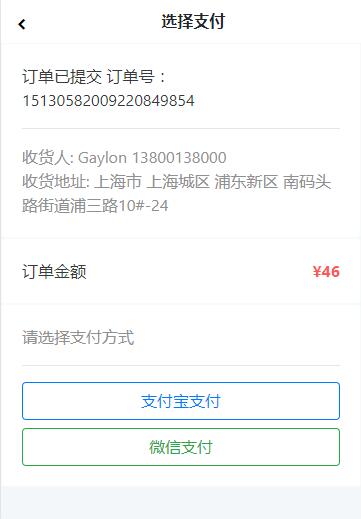 选择支付
订单已提交 订单号：
15130582009220849854
收货人: Gaylon 13800138000
收货地址: 上海市 上海城区 浦东新区 南码头
路街道浦三路10#-24
订单金额
¥46
请选择支付方式
支付宝支付
微信支付